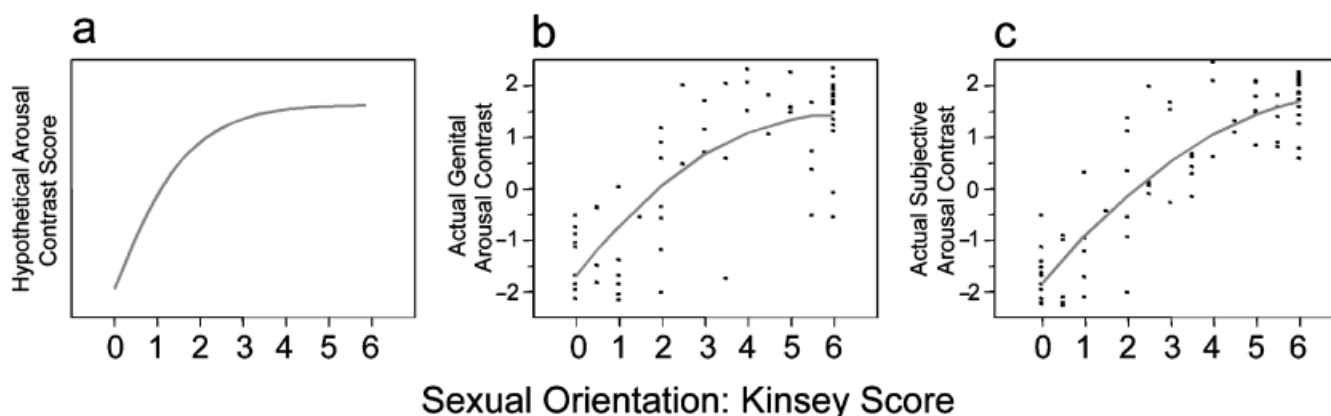 a
b
c
Hypothetical Arousal
Contrast Score
0 1 2 3 4 5 6
Actual Genital
Arousal Contrast
2
1
0
−1
−2
0 1 2 3 4 5 6
Actual Subjective
Arousal Contrast
2
1
0
−1
−2
0 1 2 3 4 5 6
Sexual Orientation: Kinsey Score